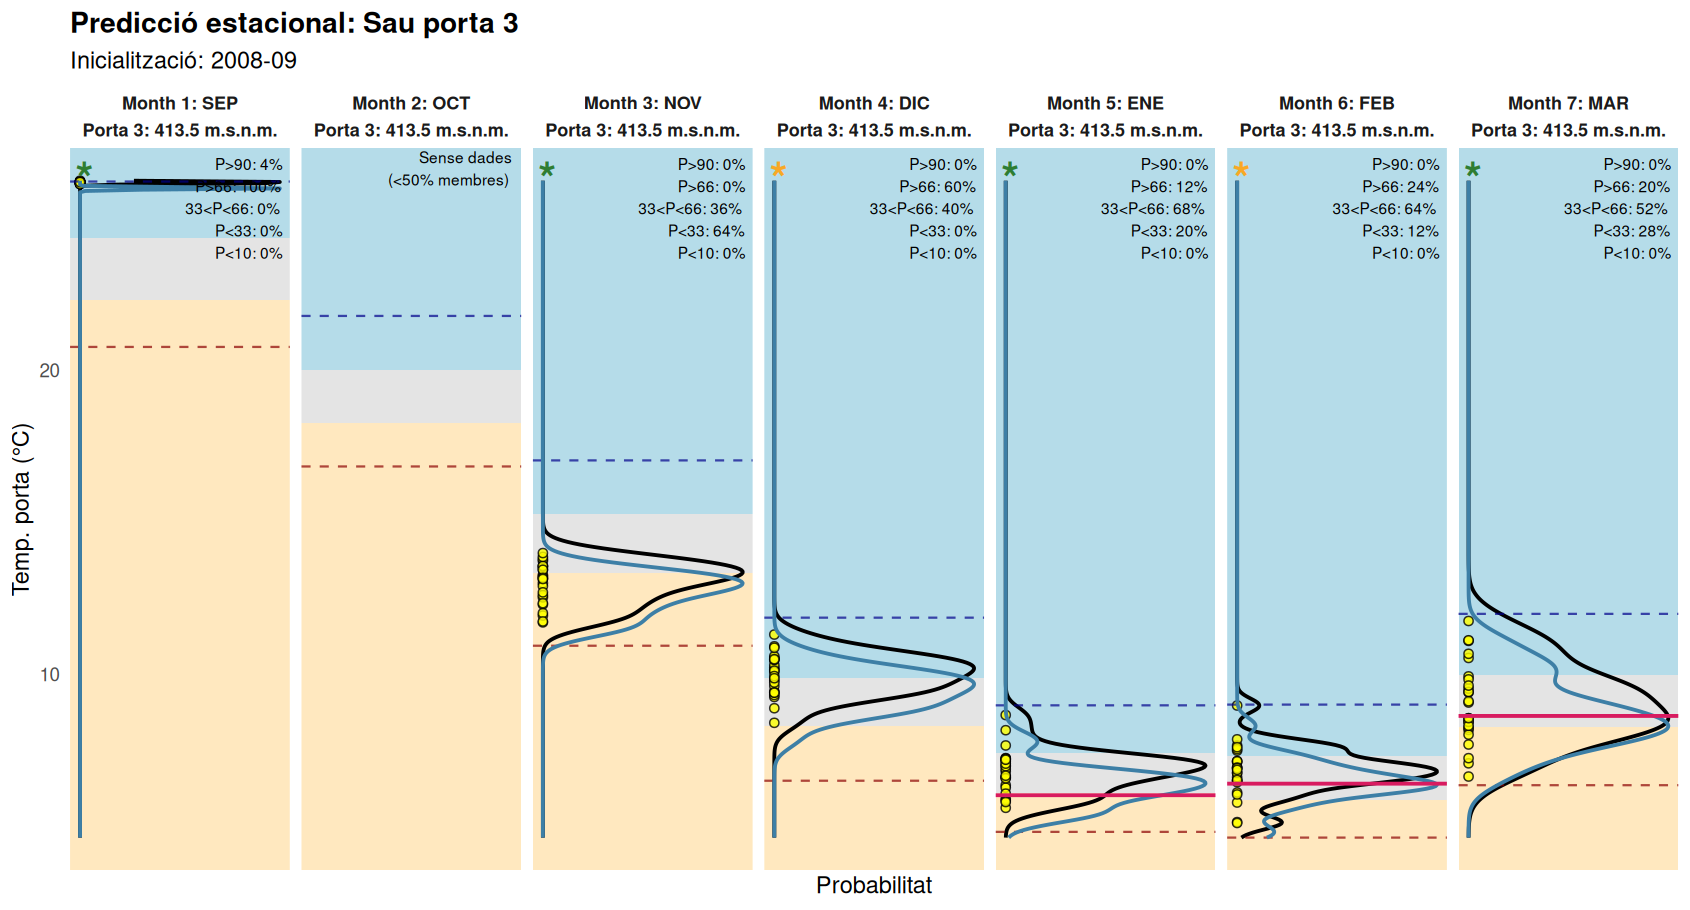 Predicció estacional: Sau porta 3
Inicialització: 2008-09
Month 1: SEP
Porta 3: 413.5 m.s.n.m.
Month 2: OCT
Porta 3: 413.5 m.s.n.m.
Month 3: NOV
Porta 3: 413.5 m.s.n.m.
Month 4: DIC
Porta 3: 413.5 m.s.n.m.
Month 5: ENE
Porta 3: 413.5 m.s.n.m.
Month 6: FEB
Porta 3: 413.5 m.s.n.m.
Month 7: MAR
Porta 3: 413.5 m.s.n.m.
*
P>90: 4%
P>66: 100%
33<P<66: 0%
P<33: 0%
P<10: 0%
Sense dades
(<50% membres)
*
P>90: 0%
P>66: 0%
33<P<66: 36%
P<33: 64%
P<10: 0%
*
P>90: 0%
P>66: 60%
33<P<66: 40%
P<33: 0%
P<10: 0%
*
P>90: 0%
P>66: 12%
33<P<66: 68%
P<33: 20%
P<10: 0%
*
P>90: 0%
P>66: 24%
33<P<66: 64%
P<33: 12%
P<10: 0%
*
P>90: 0%
P>66: 20%
33<P<66: 52%
P<33: 28%
P<10: 0%
20
10
Temp. porta (°C)
Probabilitat